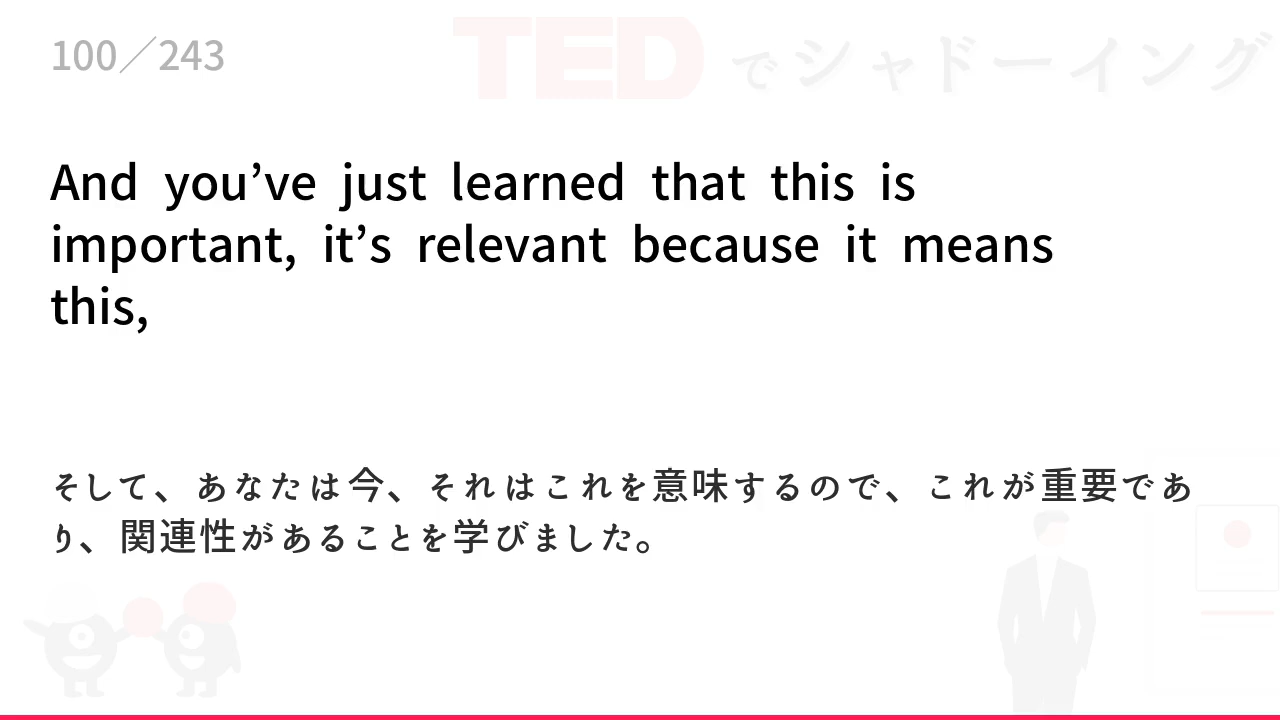 100／243
TEDでシャドーイング
And you’ve just learned that this is
important, it’s relevant because it means
this,
そして、あなたは今、それはこれを意味するので、これが重要であ
り、関連性があることを学びました。